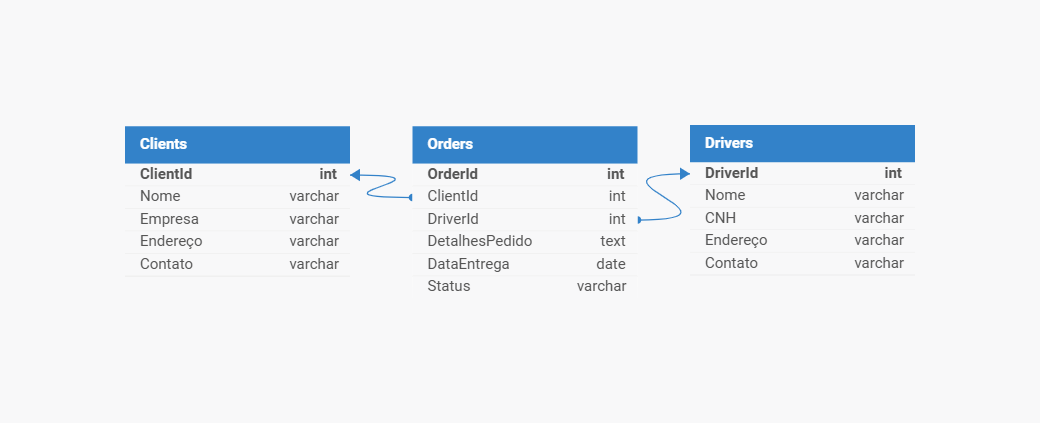 Clients
ClientId int
Nome varchar
Empresa varchar
Endereço varchar
Contato varchar
Orders
OrderId int
ClientId int
DriverId int
DetalhesPedido text
DataEntrega date
Status varchar
Drivers
DriverId int
Nome varchar
CNH varchar
Endereço varchar
Contato varchar